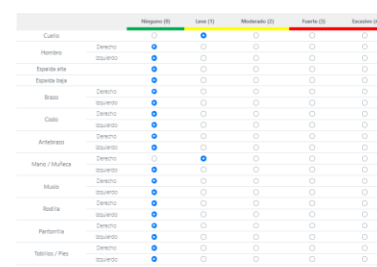 Ninguno (0) Leve (1) Moderado (2) Fuerte (3) Excesivo (4
Cuello
Hombro Derecho
Izquierdo
Espalda alta
Espalda baja
Brazo Derecho
Izquierdo
Codo Derecho
Izquierdo
Antebrazo Derecho
Izquierdo
Mano / Muñeca Derecho
Izquierdo
Muslo Derecho
Izquierdo
Rodilla Derecho
Izquierdo
Pantorrilla Derecho
Izquierdo
Tobillos / Pies Derecho
Izquierdo